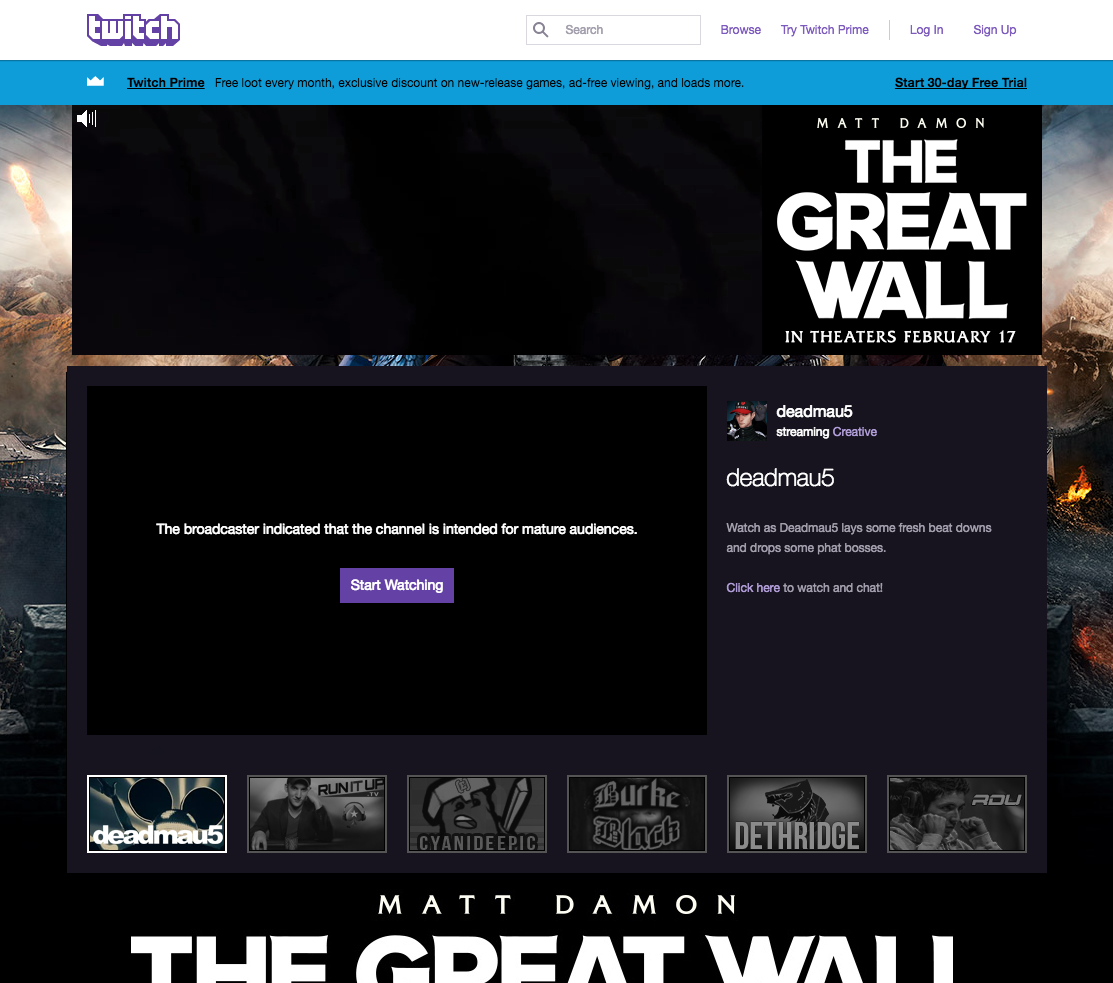 twitch
Search
Browse
Try Twitch Prime
Log In
Sign Up
Twitch Prime Free loot every month, exclusive discount on new-release games, ad-free viewing, and loads more.
Start 30-day Free Trial
MATT DAMON
THE
GREAT
WALL
IN THEATERS FEBRUARY 17
The broadcaster indicated that the channel is intended for mature audiences.
Start Watching
deadmau5
streaming Creative
deadmau5
Watch as Deadmau5 lays some fresh beat downs
and drops some phat bosses.
Click here to watch and chat!
deadmau5
RUN IT UP
.TV
CYANIDEEPIC
Burke
Black
DETHRIDGE
ADU
MATT DAMON
THE GREAT WALL